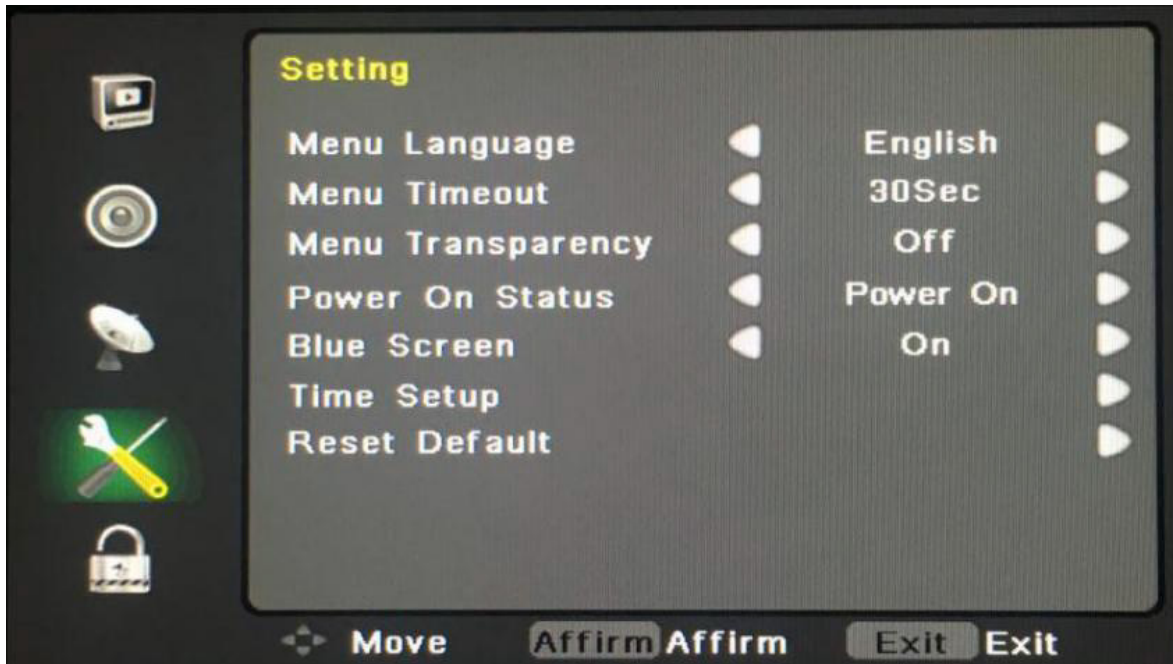 Setting
Menu Language English
Menu Timeout 30Sec
Menu Transparency Off
Power On Status Power On
Blue Screen On
Time Setup
Reset Default
Move Affirm Affirm Exit Exit